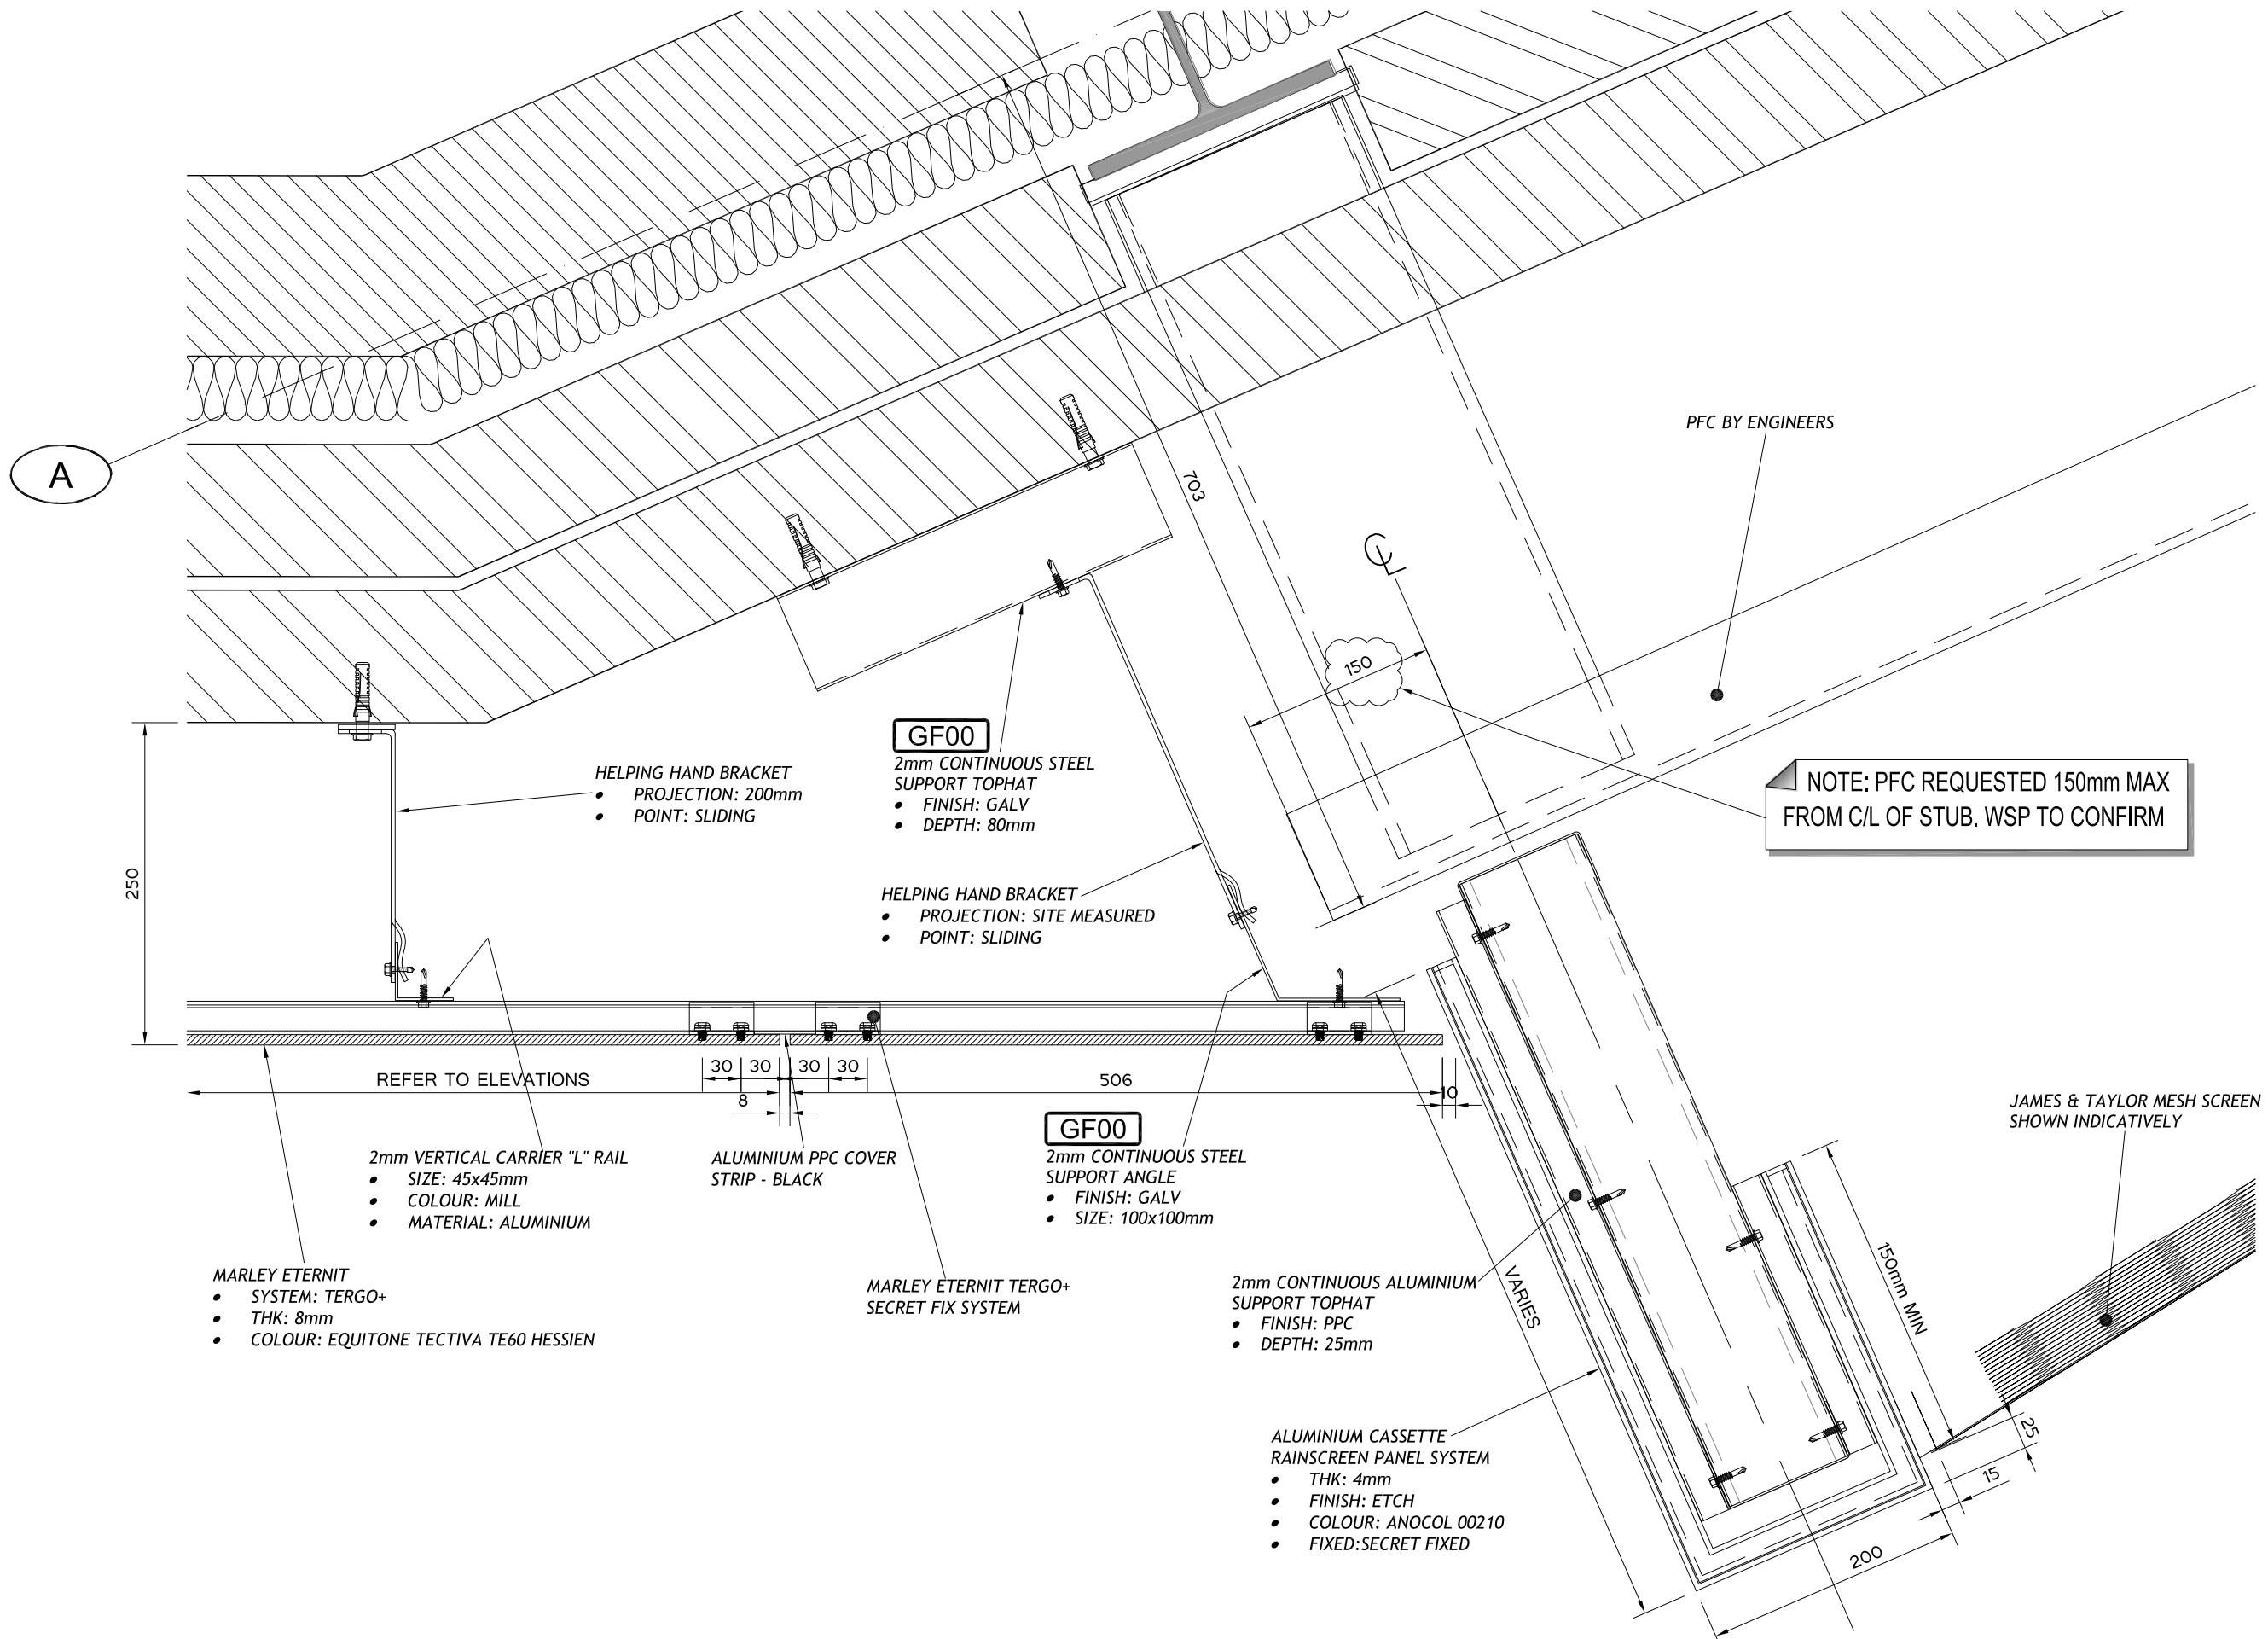 A
PFC BY ENGINEERS
703
C L
150
GF00
2mm CONTINUOUS STEEL
SUPPORT TOPHAT
• FINISH: GALV
• DEPTH: 80mm
HELPING HAND BRACKET
• PROJECTION: 200mm
• POINT: SLIDING
NOTE: PFC REQUESTED 150mm MAX
FROM C/L OF STUB. WSP TO CONFIRM
250
HELPING HAND BRACKET
• PROJECTION: SITE MEASURED
• POINT: SLIDING
30
30
30
30
REFER TO ELEVATIONS
506
10
8
JAMES & TAYLOR MESH SCREEN
SHOWN INDICATIVELY
GF00
2mm CONTINUOUS STEEL
SUPPORT ANGLE
• FINISH: GALV
• SIZE: 100x100mm
2mm VERTICAL CARRIER "L" RAIL
• SIZE: 45x45mm
• COLOUR: MILL
• MATERIAL: ALUMINIUM
ALUMINIUM PPC COVER
STRIP - BLACK
MARLEY ETERNIT
• SYSTEM: TERGO+
• THK: 8mm
• COLOUR: EQUITONE TECTIVA TE60 HESSIEN
MARLEY ETERNIT TERGO+
SECRET FIX SYSTEM
2mm CONTINUOUS ALUMINIUM
SUPPORT TOPHAT
• FINISH: PPC
• DEPTH: 25mm
VARIES
150mm MIN
ALUMINIUM CASSETTE
RAINSCREEN PANEL SYSTEM
• THK: 4mm
• FINISH: ETCH
• COLOUR: ANOCOL 00210
• FIXED:SECRET FIXED
25
15
200